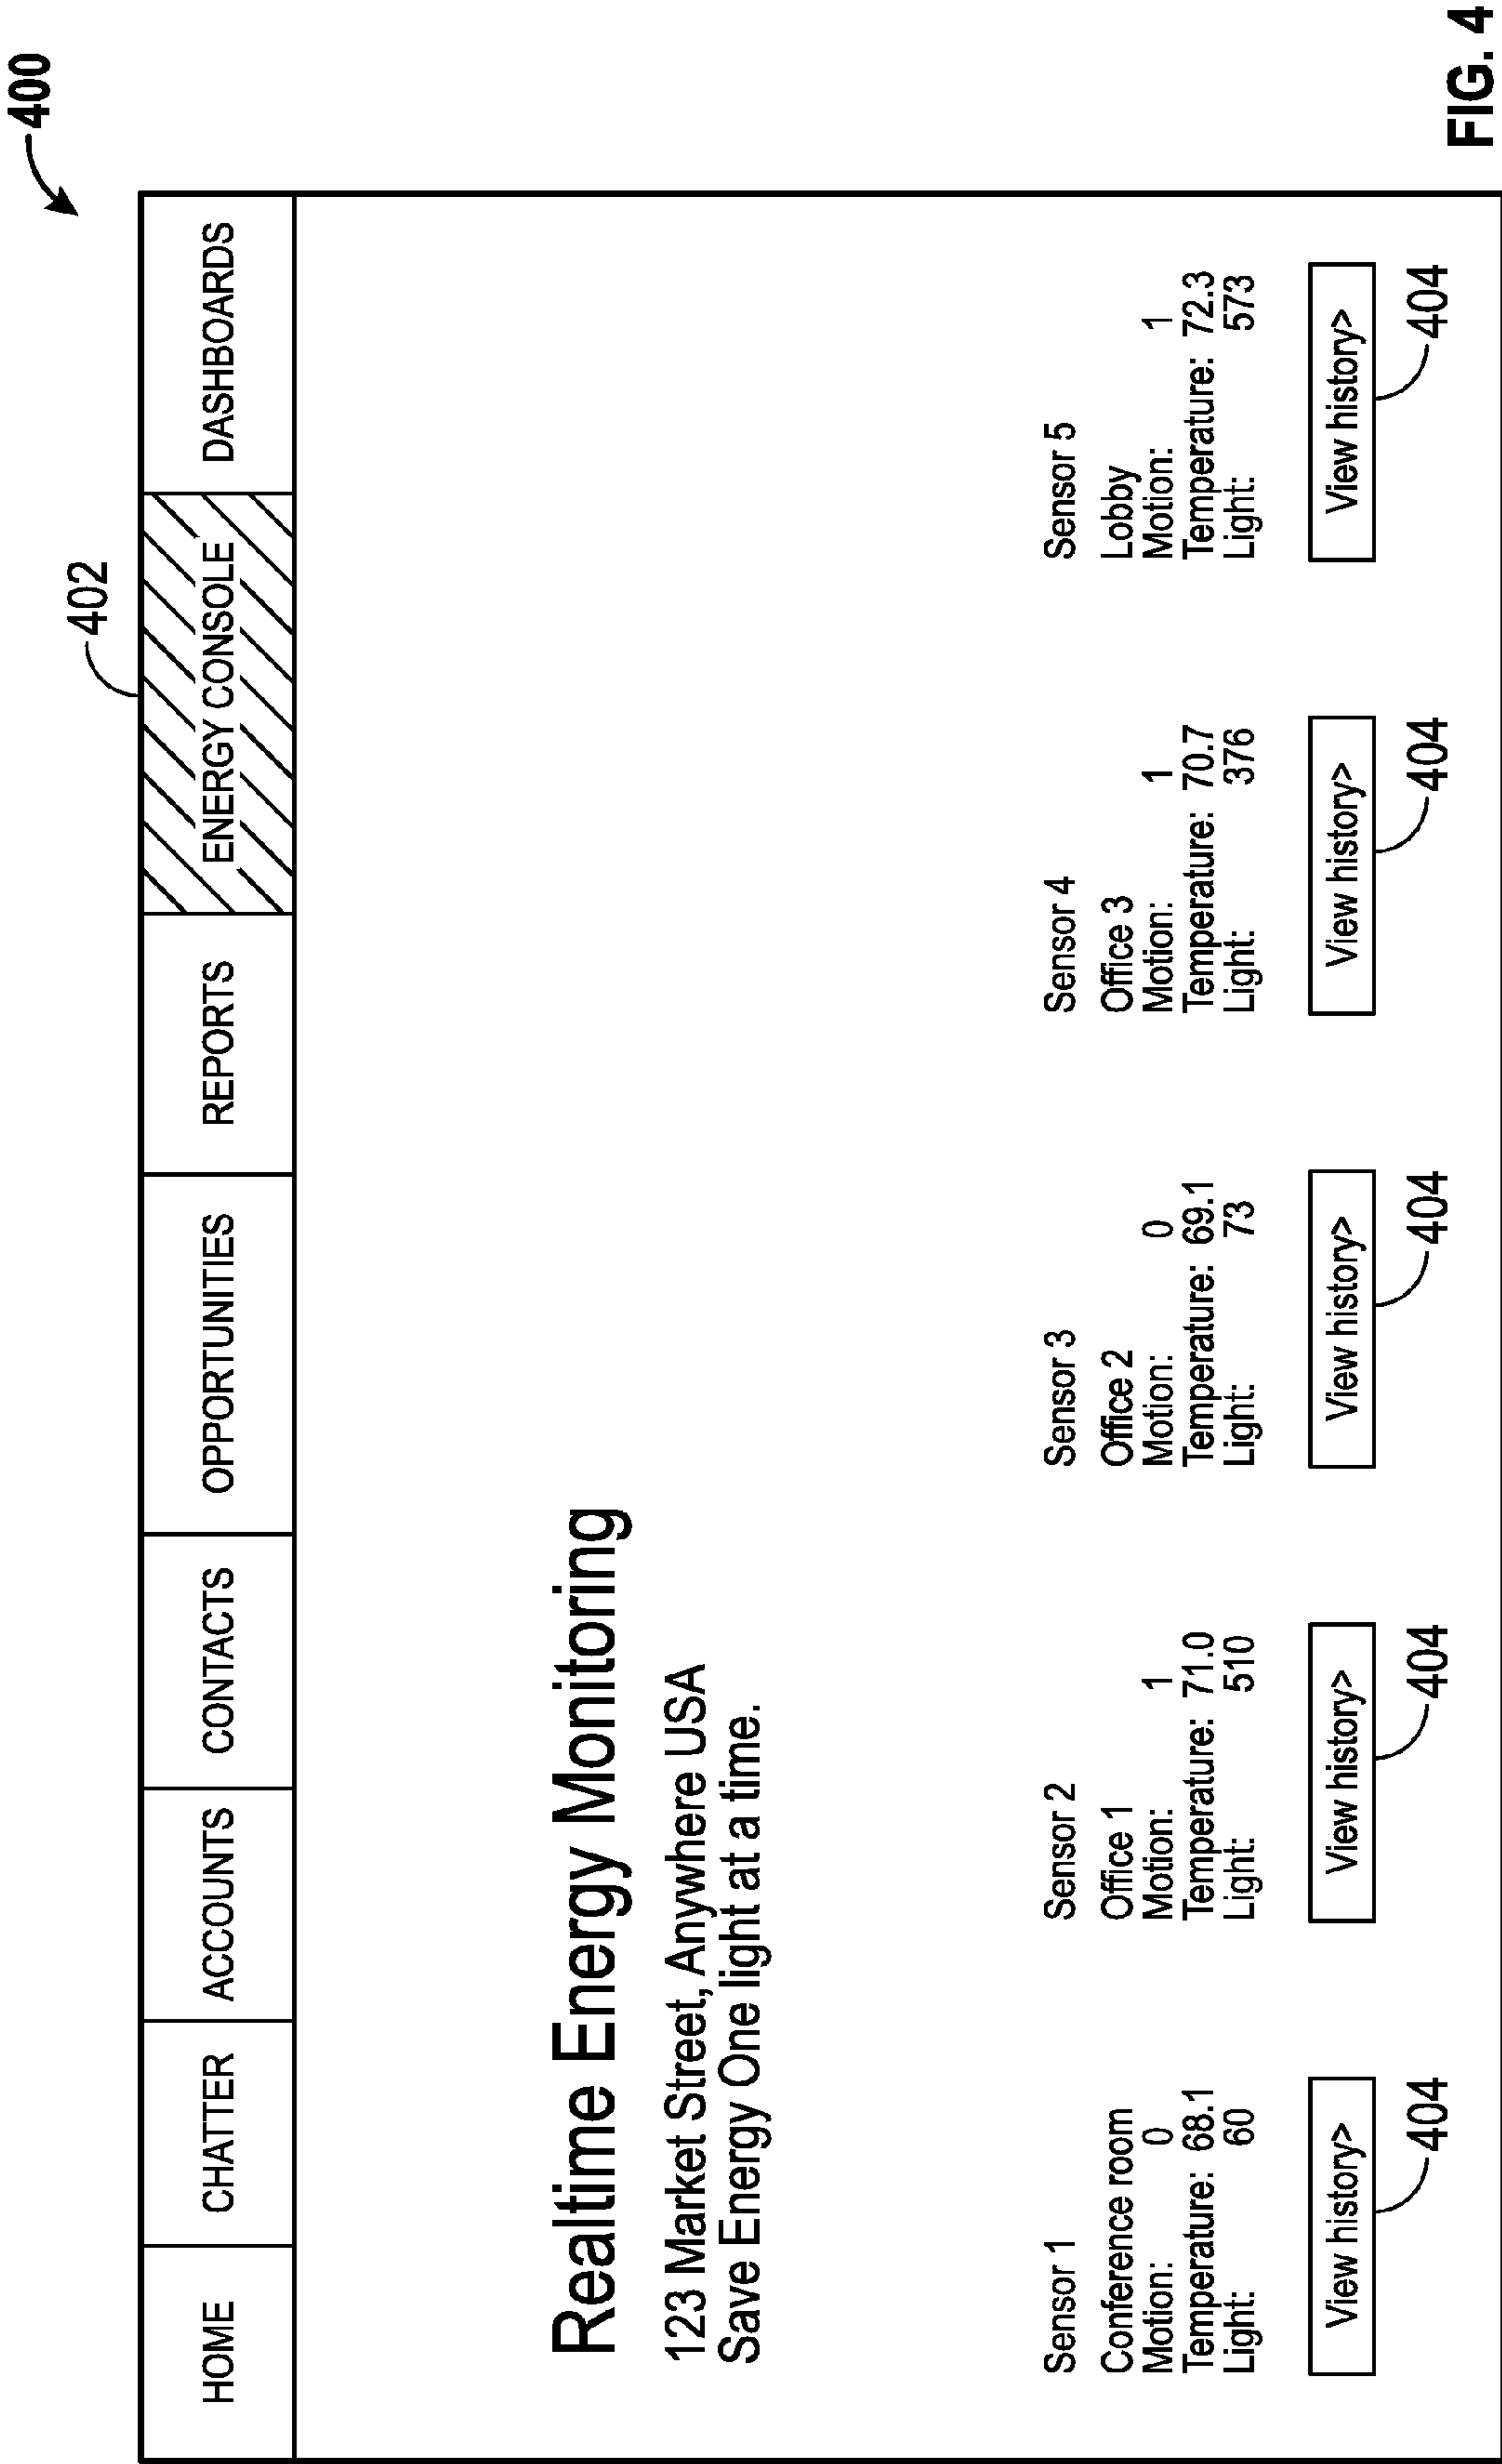 400
402
HOME CHATTER ACCOUNTS CONTACTS OPPORTUNITIES REPORTS ENERGY CONSOLE DASHBOARDS
Realtime Energy Monitoring
123 Market Street, Anywhere USA
Save Energy One light at a time.
Sensor 1
Conference room
Motion: 0
Temperature: 68.1
Light: 60
View history>
404
Sensor 2
Office 1
Motion: 1
Temperature: 71.0
Light: 510
View history>
404
Sensor 3
Office 2
Motion: 0
Temperature: 69.1
Light: 73
View history>
404
Sensor 4
Office 3
Motion: 1
Temperature: 70.7
Light: 376
View history>
404
Sensor 5
Lobby
Motion: 1
Temperature: 72.3
Light: 573
View history>
404
FIG. 4